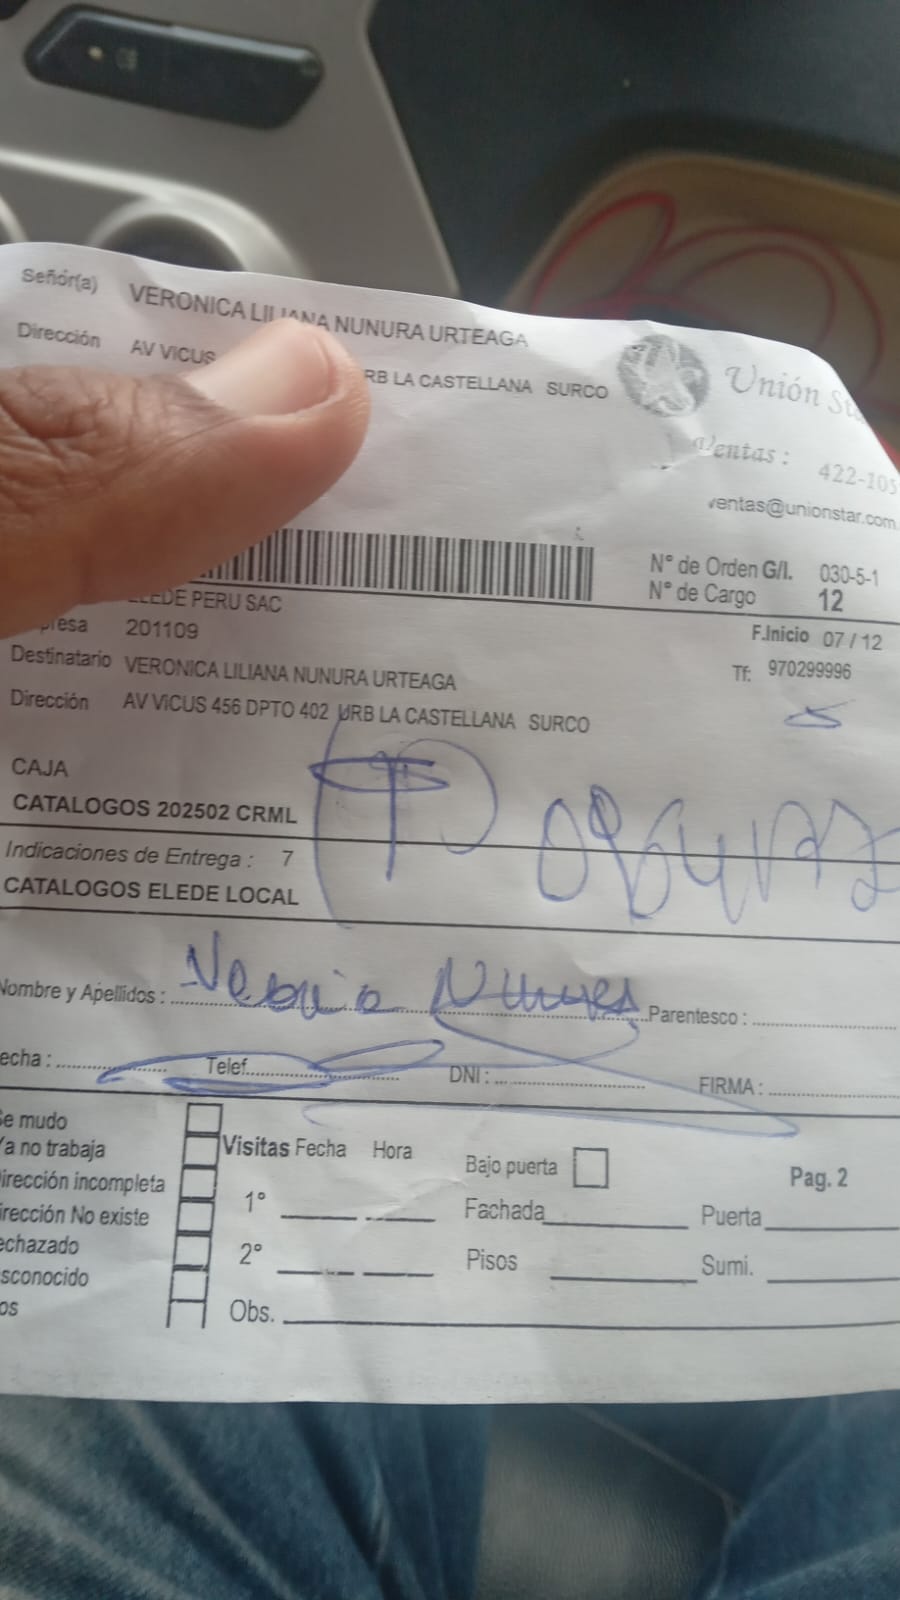 Señor(a) VERONICA LILIANA NUNURA URTEAGA
Dirección AV VICUS RB LA CASTELLANA SURCO
Unión St
Ventas : 422-105
ventas@unionstar.com.
N° de Orden G/I. 030-5-1
N° de Cargo 12
ELEDE PERU SAC
presa 201109
F.Inicio 07 / 12
Destinatario VERONICA LILIANA NUNURA URTEAGA
Tf: 970299996
Dirección AV VICUS 456 DPTO 402 URB LA CASTELLANA SURCO
CAJA
CATALOGOS 202502 CRML
Indicaciones de Entrega : 7
CATALOGOS ELEDE LOCAL
Nombre y Apellidos : Parentesco :
echa : Telef. DNI : FIRMA :
Se mudo
Ya no trabaja
Visitas Fecha Hora
Bajo puerta
Pag. 2
irección incompleta
1°
Fachada Puerta
irección No existe
echazado
2°
Pisos Sumi.
sconocido
os
Obs.